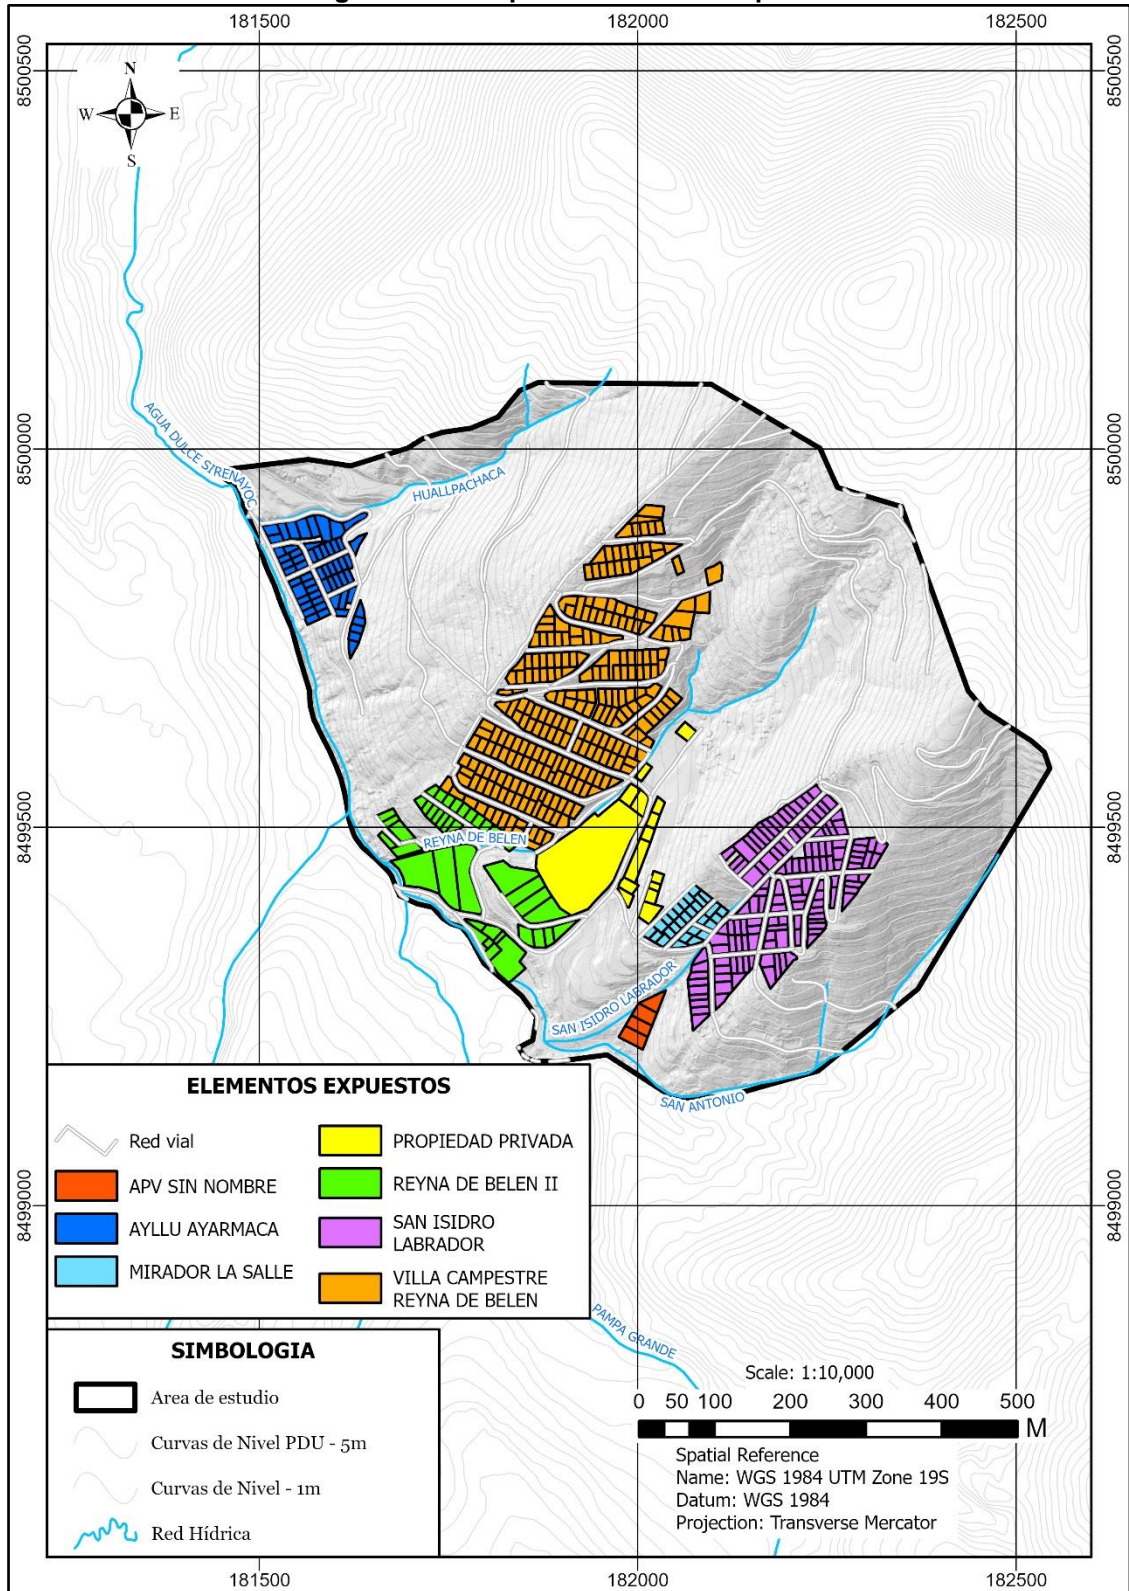 181500
182000
182500
8500500
8500500
N
W
E
S
8500000
8500000
AGUA DULCE SIRENAYOC
HUALLPACHACA
8499500
8499500
REYNA DE BELEN
SAN ISIDRO LABRADOR
SAN ANTONIO
ELEMENTOS EXPUESTOS
Red vial
APV SIN NOMBRE
AYLLU AYARMACA
MIRADOR LA SALLE
PROPIEDAD PRIVADA
REYNA DE BELEN II
SAN ISIDRO
LABRADOR
VILLA CAMPESTRE
REYNA DE BELEN
8499000
8499000
PAMPA GRANDE
SIMBOLOGIA
Area de estudio
Curvas de Nivel PDU - 5m
Curvas de Nivel - 1m
Red Hídrica
Scale: 1:10,000
0 50 100 200 300 400 500
M
Spatial Reference
Name: WGS 1984 UTM Zone 19S
Datum: WGS 1984
Projection: Transverse Mercator
181500
182000
182500